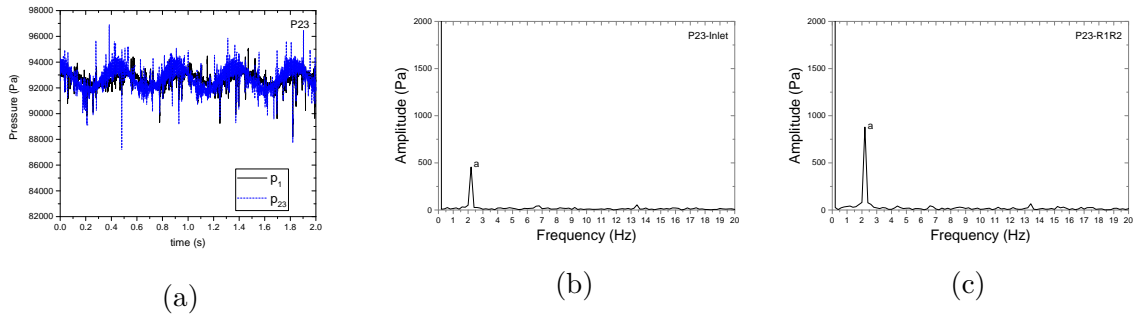 P23
98000
96000
94000
92000
90000
88000
86000
84000
82000
Pressure (Pa)
p1
p23
0.0 0.2 0.4 0.6 0.8 1.0 1.2 1.4 1.6 1.8 2.0
time (s)
(a)
P23-Inlet
2000
1500
1000
500
0
Amplitude (Pa)
a
0 1 2 3 4 5 6 7 8 9 10 11 12 13 14 15 16 17 18 19 20
Frequency (Hz)
(b)
P23-R1R2
2000
1500
1000
500
0
Amplitude (Pa)
a
0 1 2 3 4 5 6 7 8 9 10 11 12 13 14 15 16 17 18 19 20
Frequency (Hz)
(c)